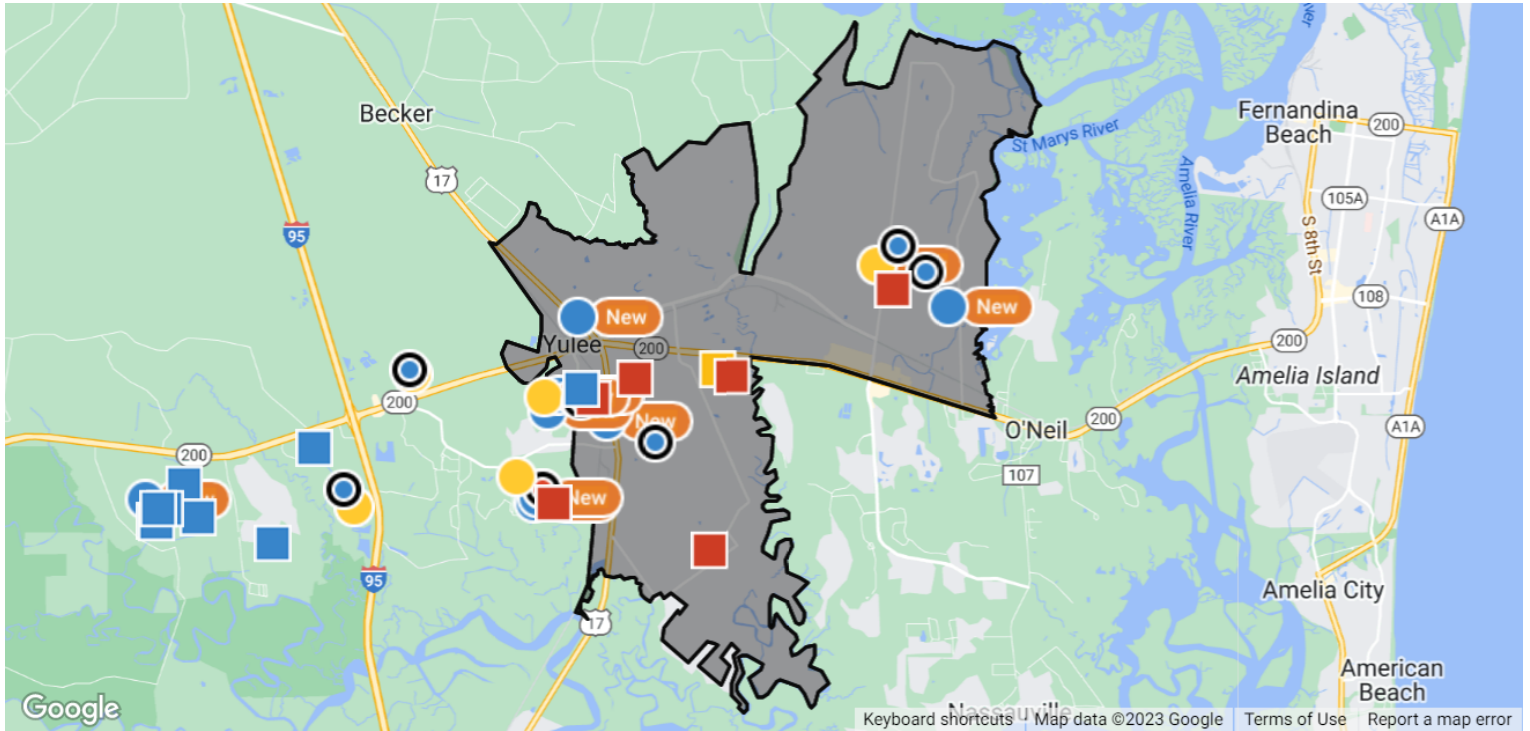 Fernandina
Beach
200
Becker
St Marys River
17
Amelia River
105A
A1A
S 8th St
95
108
New
New
Yulee
200
200
Amelia Island
200
New
200
A1A
O'Neil
200
107
New
95
Amelia City
17
American
Beach
Nassauville
Google
Keyboard shortcuts
Map data ©2023 Google
Terms of Use
Report a map error